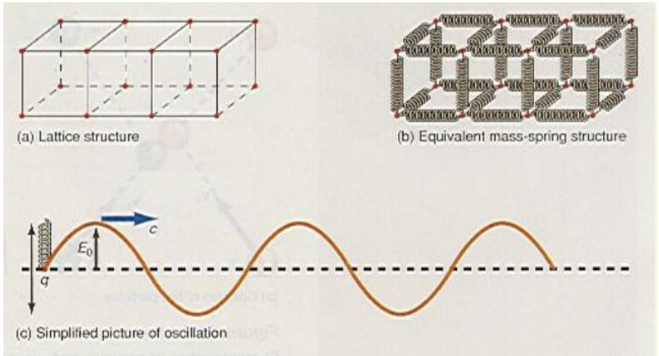 (a) Lattice structure
(b) Equivalent mass-spring structure
E₀
c
q
(c) Simplified picture of oscillation